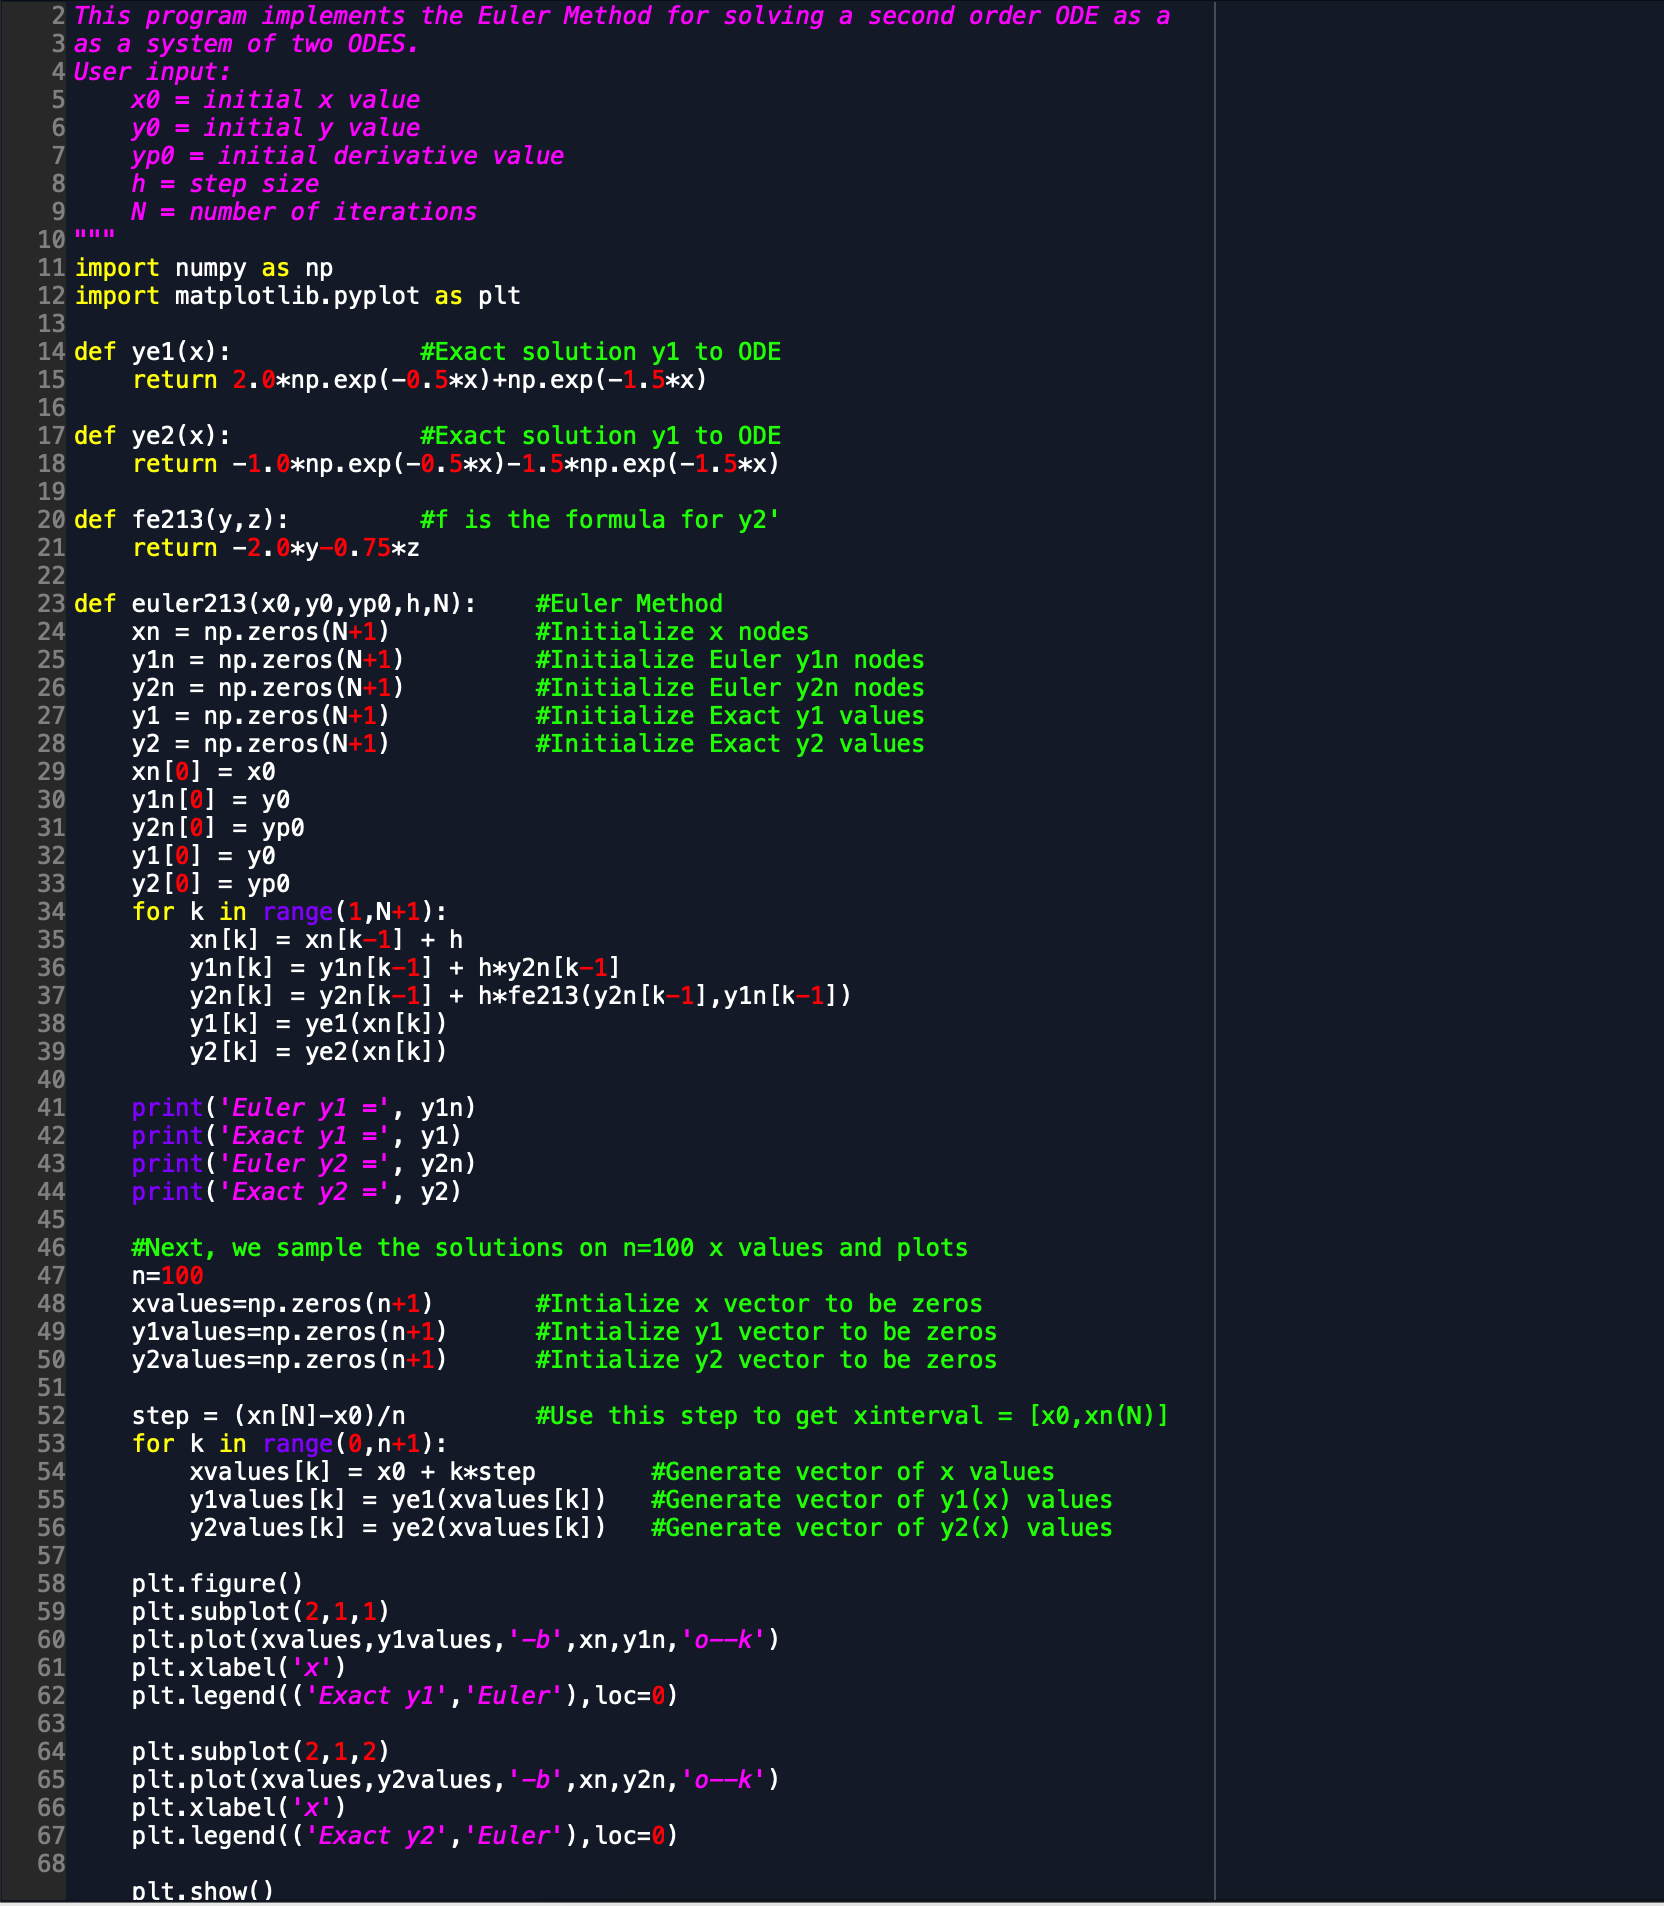 2 This program implements the Euler Method for solving a second order ODE as a
3 as a system of two ODES.
4 User input:
5     x0 = initial x value
6     y0 = initial y value
7     yp0 = initial derivative value
8     h = step size
9     N = number of iterations
10 """
11 import numpy as np
12 import matplotlib.pyplot as plt
13
14 def ye1(x):             #Exact solution y1 to ODE
15     return 2.0*np.exp(-0.5*x)+np.exp(-1.5*x)
16
17 def ye2(x):             #Exact solution y1 to ODE
18     return -1.0*np.exp(-0.5*x)-1.5*np.exp(-1.5*x)
19
20 def fe213(y,z):         #f is the formula for y2'
21     return -2.0*y-0.75*z
22
23 def euler213(x0,y0,yp0,h,N):    #Euler Method
24     xn = np.zeros(N+1)          #Initialize x nodes
25     y1n = np.zeros(N+1)         #Initialize Euler y1n nodes
26     y2n = np.zeros(N+1)         #Initialize Euler y2n nodes
27     y1 = np.zeros(N+1)          #Initialize Exact y1 values
28     y2 = np.zeros(N+1)          #Initialize Exact y2 values
29     xn[0] = x0
30     y1n[0] = y0
31     y2n[0] = yp0
32     y1[0] = y0
33     y2[0] = yp0
34     for k in range(1,N+1):
35         xn[k] = xn[k-1] + h
36         y1n[k] = y1n[k-1] + h*y2n[k-1]
37         y2n[k] = y2n[k-1] + h*fe213(y2n[k-1],y1n[k-1])
38         y1[k] = ye1(xn[k])
39         y2[k] = ye2(xn[k])
40
41     print('Euler y1 =', y1n)
42     print('Exact y1 =', y1)
43     print('Euler y2 =', y2n)
44     print('Exact y2 =', y2)
45
46     #Next, we sample the solutions on n=100 x values and plots
47     n=100
48     xvalues=np.zeros(n+1)       #Intialize x vector to be zeros
49     y1values=np.zeros(n+1)      #Intialize y1 vector to be zeros
50     y2values=np.zeros(n+1)      #Intialize y2 vector to be zeros
51
52     step = (xn[N]-x0)/n         #Use this step to get xinterval = [x0,xn(N)]
53     for k in range(0,n+1):
54         xvalues[k] = x0 + k*step        #Generate vector of x values
55         y1values[k] = ye1(xvalues[k])   #Generate vector of y1(x) values
56         y2values[k] = ye2(xvalues[k])   #Generate vector of y2(x) values
57
58     plt.figure()
59     plt.subplot(2,1,1)
60     plt.plot(xvalues,y1values,'-b',xn,y1n,'o--k')
61     plt.xlabel('x')
62     plt.legend(('Exact y1','Euler'),loc=0)
63
64     plt.subplot(2,1,2)
65     plt.plot(xvalues,y2values,'-b',xn,y2n,'o--k')
66     plt.xlabel('x')
67     plt.legend(('Exact y2','Euler'),loc=0)
68
    plt.show()